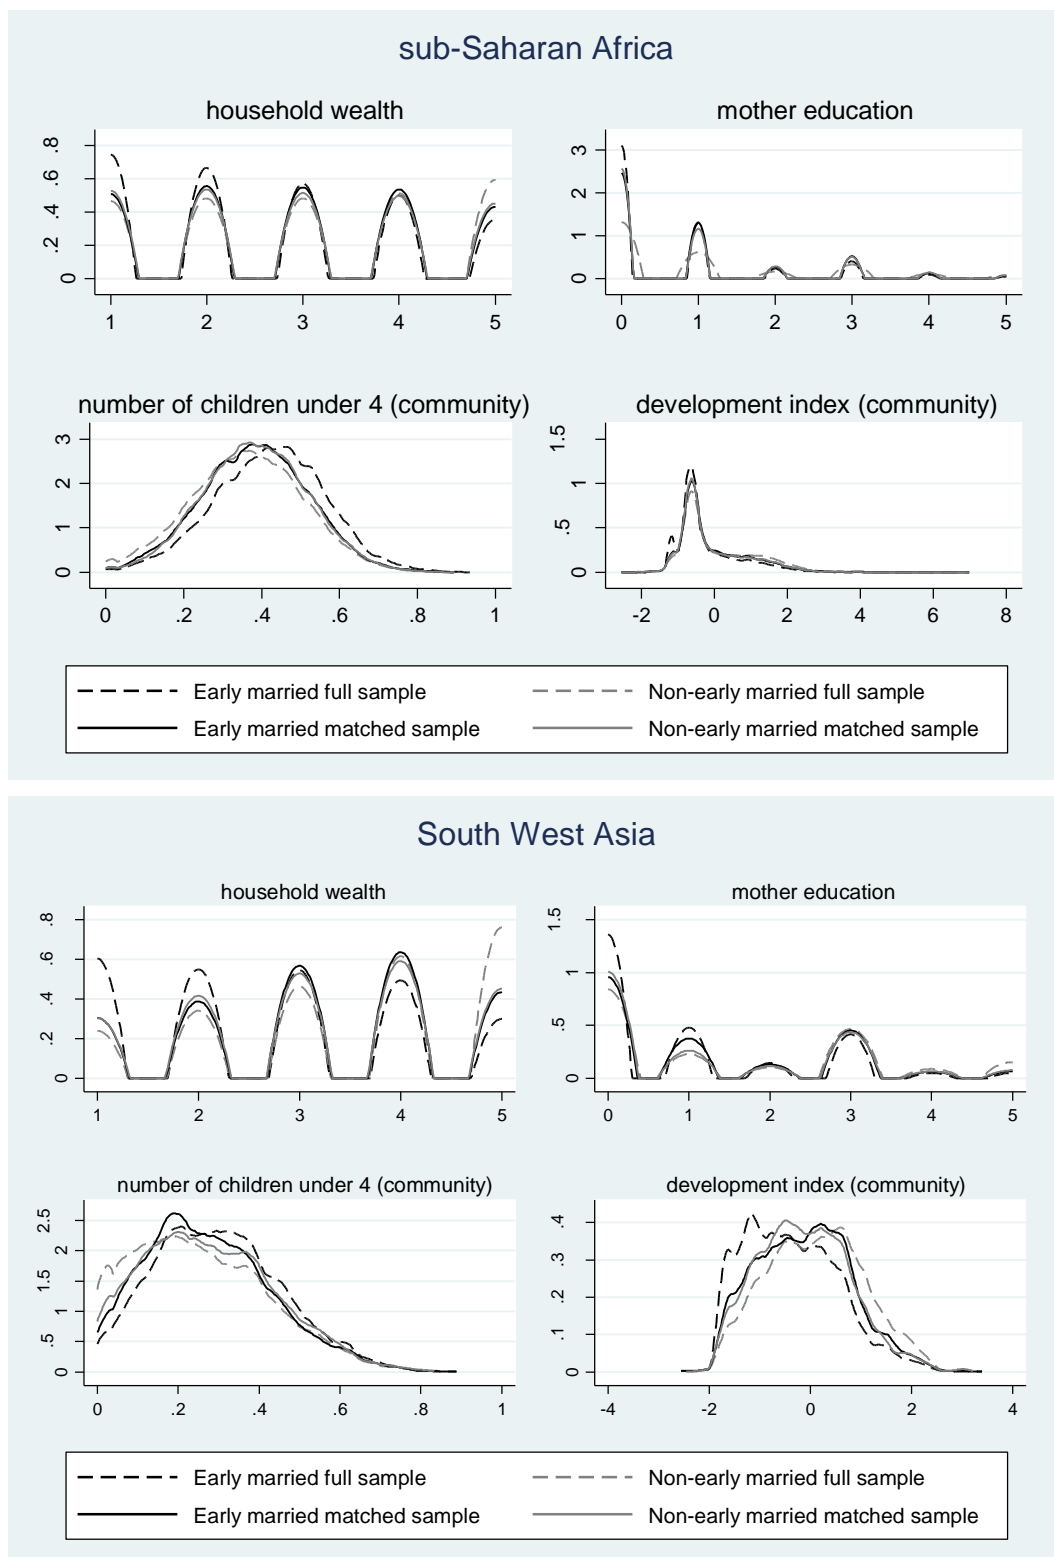 sub-Saharan Africa
household wealth
mother education
0 .2 .4 .6 .8
1 2 3 4 5
0 1 2 3
0 1 2 3 4 5
number of children under 4 (community)
development index (community)
0 1 2 3
0 .2 .4 .6 .8 1
0 .5 1 1.5
-2 0 2 4 6 8
Early married full sample
Non-early married full sample
Early married matched sample
Non-early married matched sample
South West Asia
household wealth
mother education
0 .2 .4 .6 .8
1 2 3 4 5
0 .5 1 1.5
0 1 2 3 4 5
number of children under 4 (community)
development index (community)
0 .5 1 1.5 2 2.5
0 .2 .4 .6 .8 1
0 .1 .2 .3 .4
-4 -2 0 2 4
Early married full sample
Non-early married full sample
Early married matched sample
Non-early married matched sample